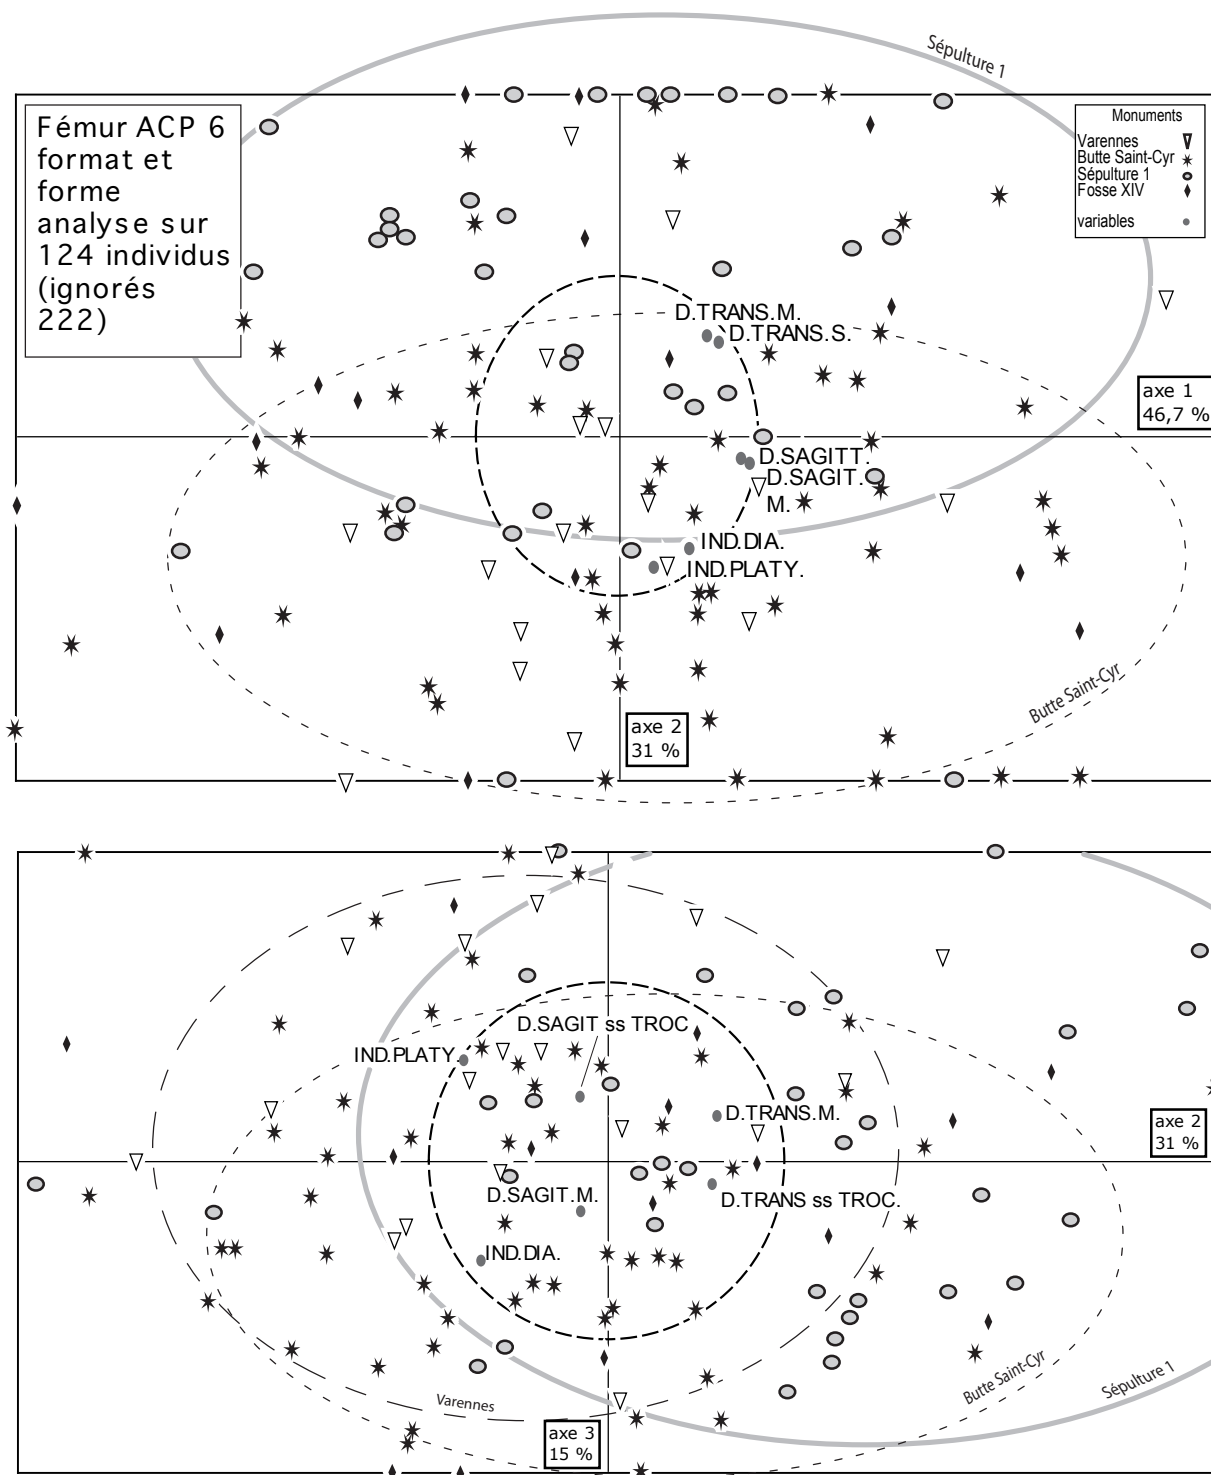 Sépulture 1
Fémur ACP 6
format et
forme
analyse sur
124 individus
(ignorés
222)
Monuments
Varennes
Butte Saint-Cyr
Sépulture 1
Fosse XIV
variables
D.TRANS.M.
D.TRANS.S.
axe 1
46,7 %
D.SAGITT.
D.SAGIT.
M.
IND.DIA.
IND.PLATY.
Butte Saint-Cyr
axe 2
31 %
D.SAGIT ss TROC
IND.PLATY.
D.TRANS.M.
axe 2
31 %
D.SAGIT.M.
D.TRANS ss TROC.
IND.DIA.
Butte Saint-Cyr
Sépulture 1
Varennes
axe 3
15 %